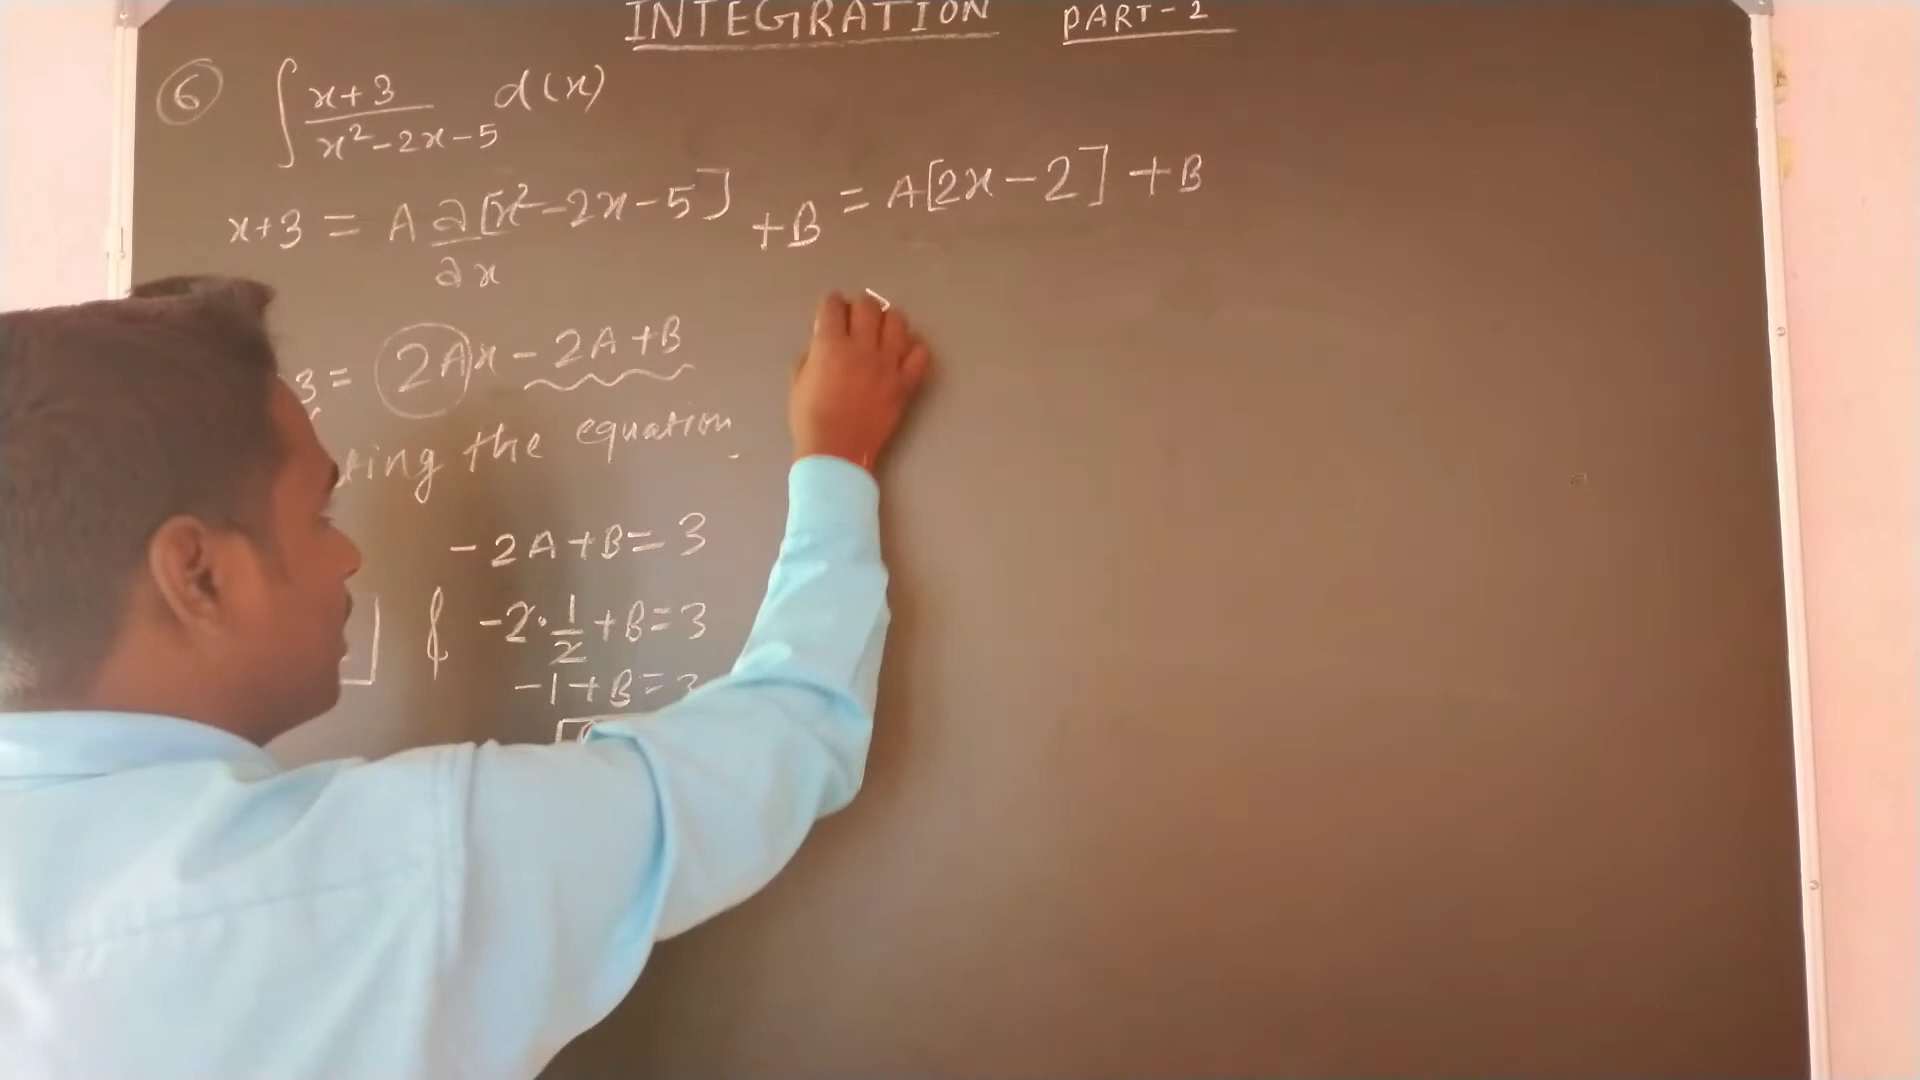 INTEGRATION PART-2
6 ∫ x+3 / x²-2x-5 d(x)
x+3 = A ∂/∂x [x²-2x-5] +B = A[2x-2] +B
3 = 2Ax - 2A+B
ting the equation
-2A+B=3
& -2·1/2+B=3
-1+B=3